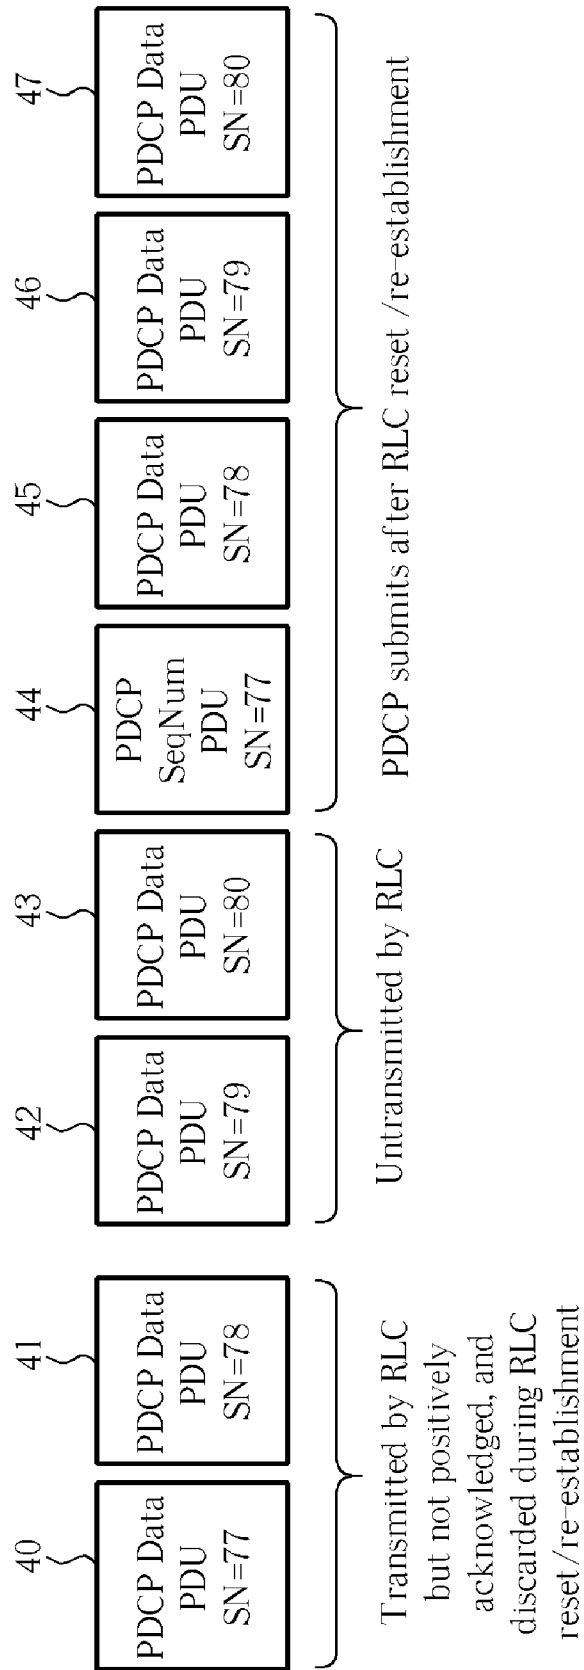 40
PDCP Data
PDU
SN=77
41
PDCP Data
PDU
SN=78
Transmitted by RLC
but not positively
acknowledged, and
discarded during RLC
reset/re-establishment
42
PDCP Data
PDU
SN=79
43
PDCP Data
PDU
SN=80
Untransmitted by RLC
44
PDCP
SeqNum
PDU
SN=77
45
PDCP Data
PDU
SN=78
46
PDCP Data
PDU
SN=79
47
PDCP Data
PDU
SN=80
PDCP submits after RLC reset /re-establishment